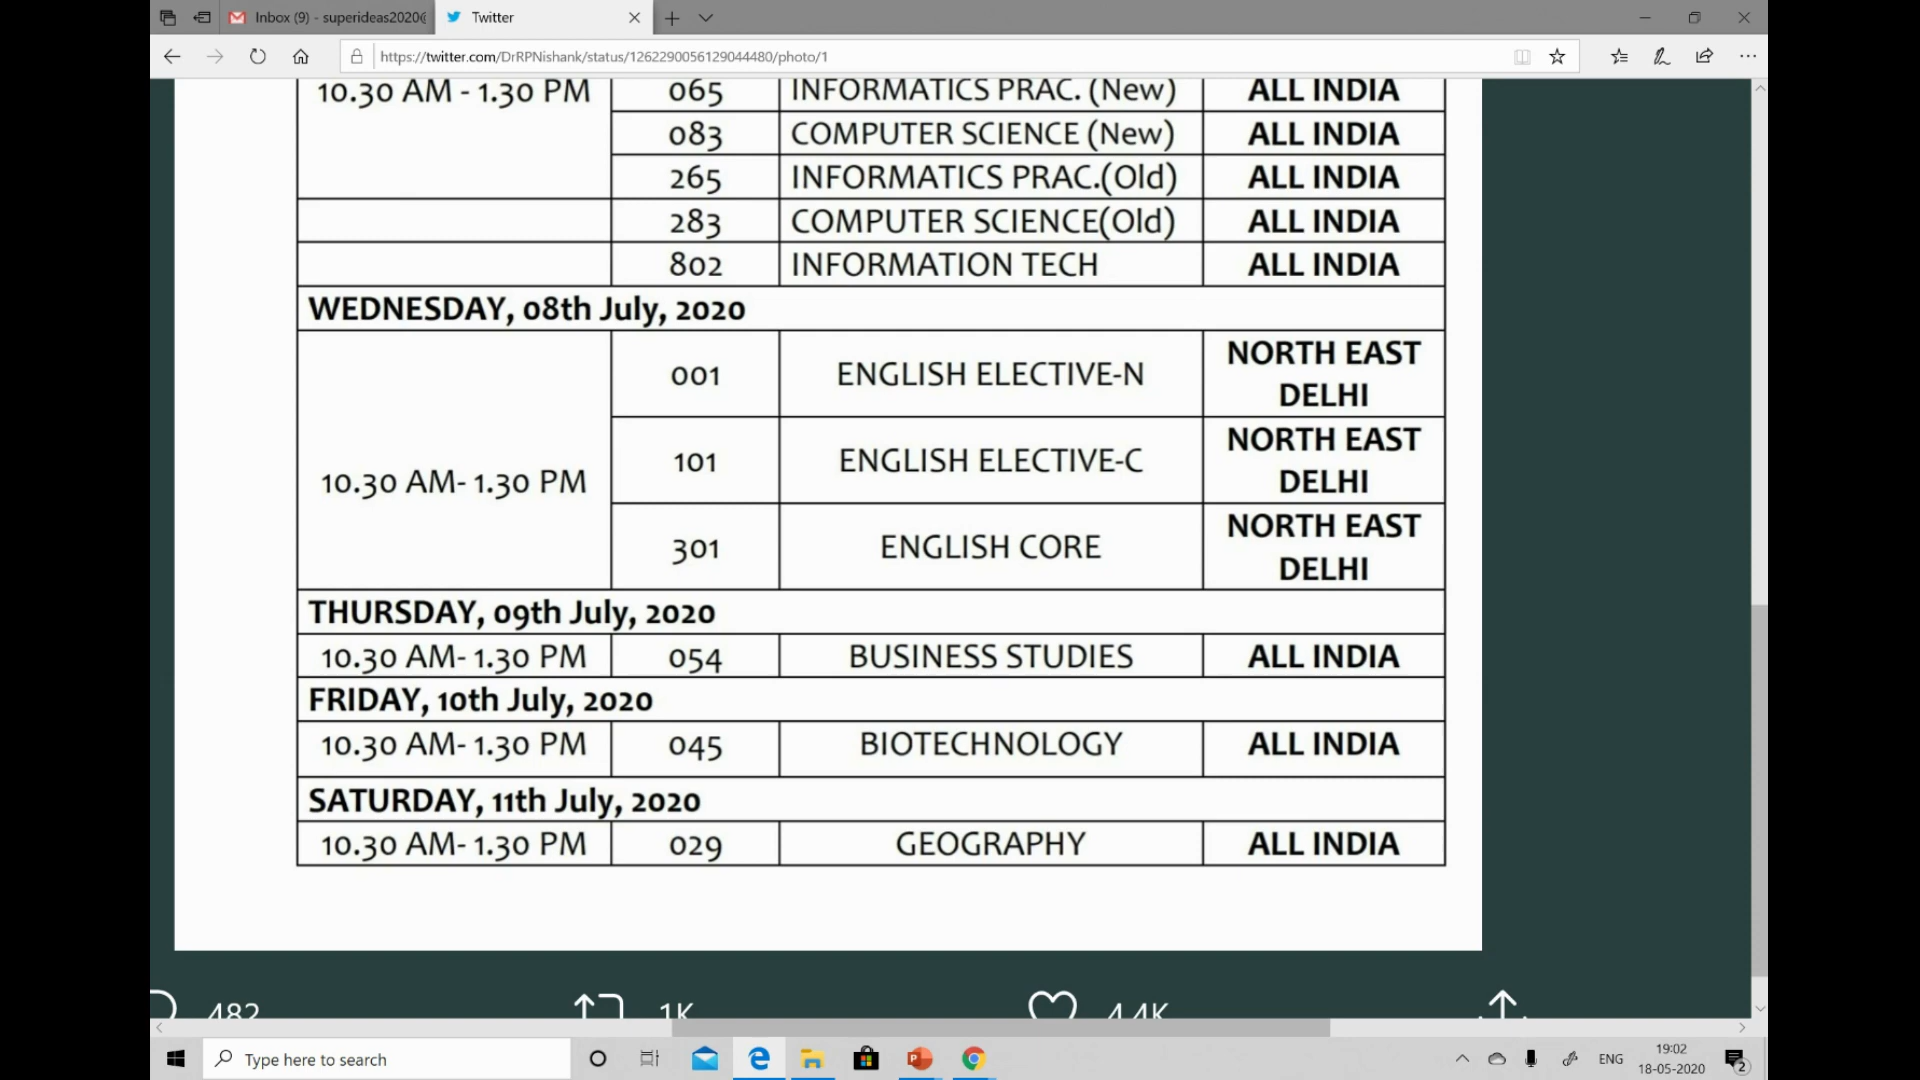 Inbox (9) - superideas2020@
Twitter
https://twitter.com/DrRPNishank/status/1262290056129044480/photo/1
10.30 AM - 1.30 PM 065 INFORMATICS PRAC. (New) ALL INDIA
083 COMPUTER SCIENCE (New) ALL INDIA
265 INFORMATICS PRAC.(Old) ALL INDIA
283 COMPUTER SCIENCE(Old) ALL INDIA
802 INFORMATION TECH ALL INDIA
WEDNESDAY, 08th July, 2020
10.30 AM- 1.30 PM
001 ENGLISH ELECTIVE-N NORTH EAST
DELHI
101 ENGLISH ELECTIVE-C NORTH EAST
DELHI
301 ENGLISH CORE NORTH EAST
DELHI
THURSDAY, 09th July, 2020
10.30 AM- 1.30 PM 054 BUSINESS STUDIES ALL INDIA
FRIDAY, 10th July, 2020
10.30 AM- 1.30 PM 045 BIOTECHNOLOGY ALL INDIA
SATURDAY, 11th July, 2020
10.30 AM- 1.30 PM 029 GEOGRAPHY ALL INDIA
482 1K 4.4K
Type here to search
ENG
19:02
18-05-2020
2